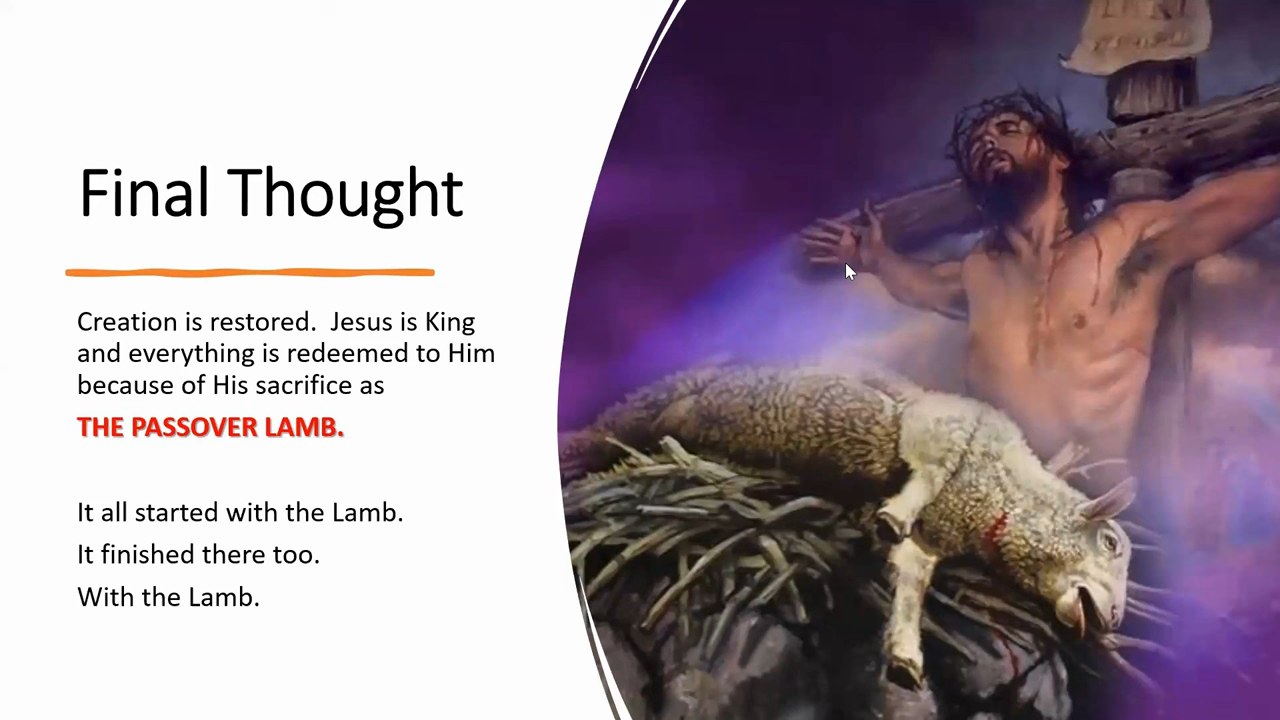 Final Thought
Creation is restored.  Jesus is King
and everything is redeemed to Him
because of His sacrifice as
THE PASSOVER LAMB.
It all started with the Lamb.
It finished there too.
With the Lamb.